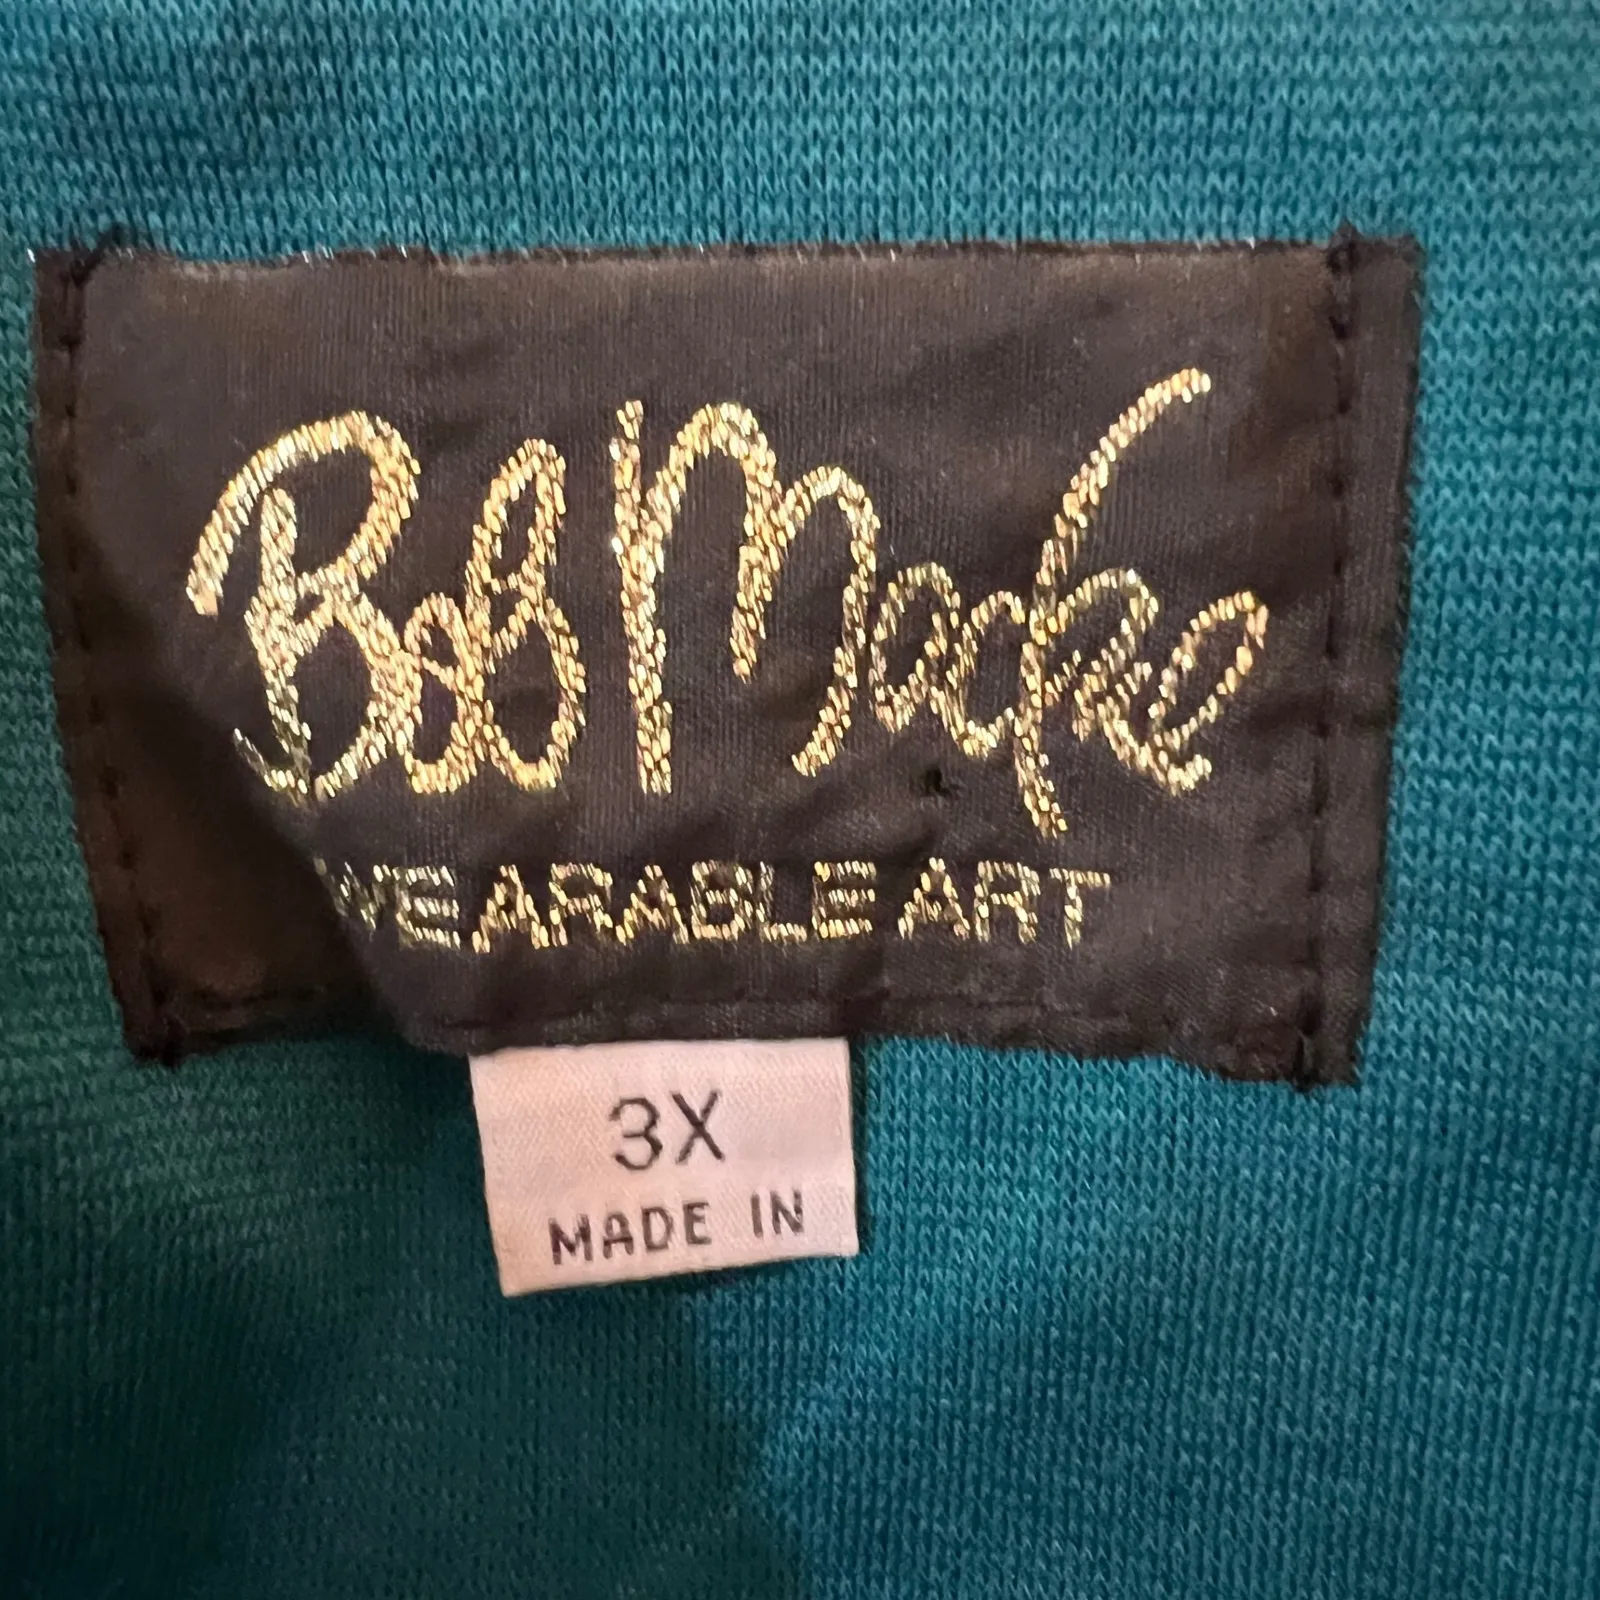 Bob Mackie
WEARABLE ART
3X
MADE IN